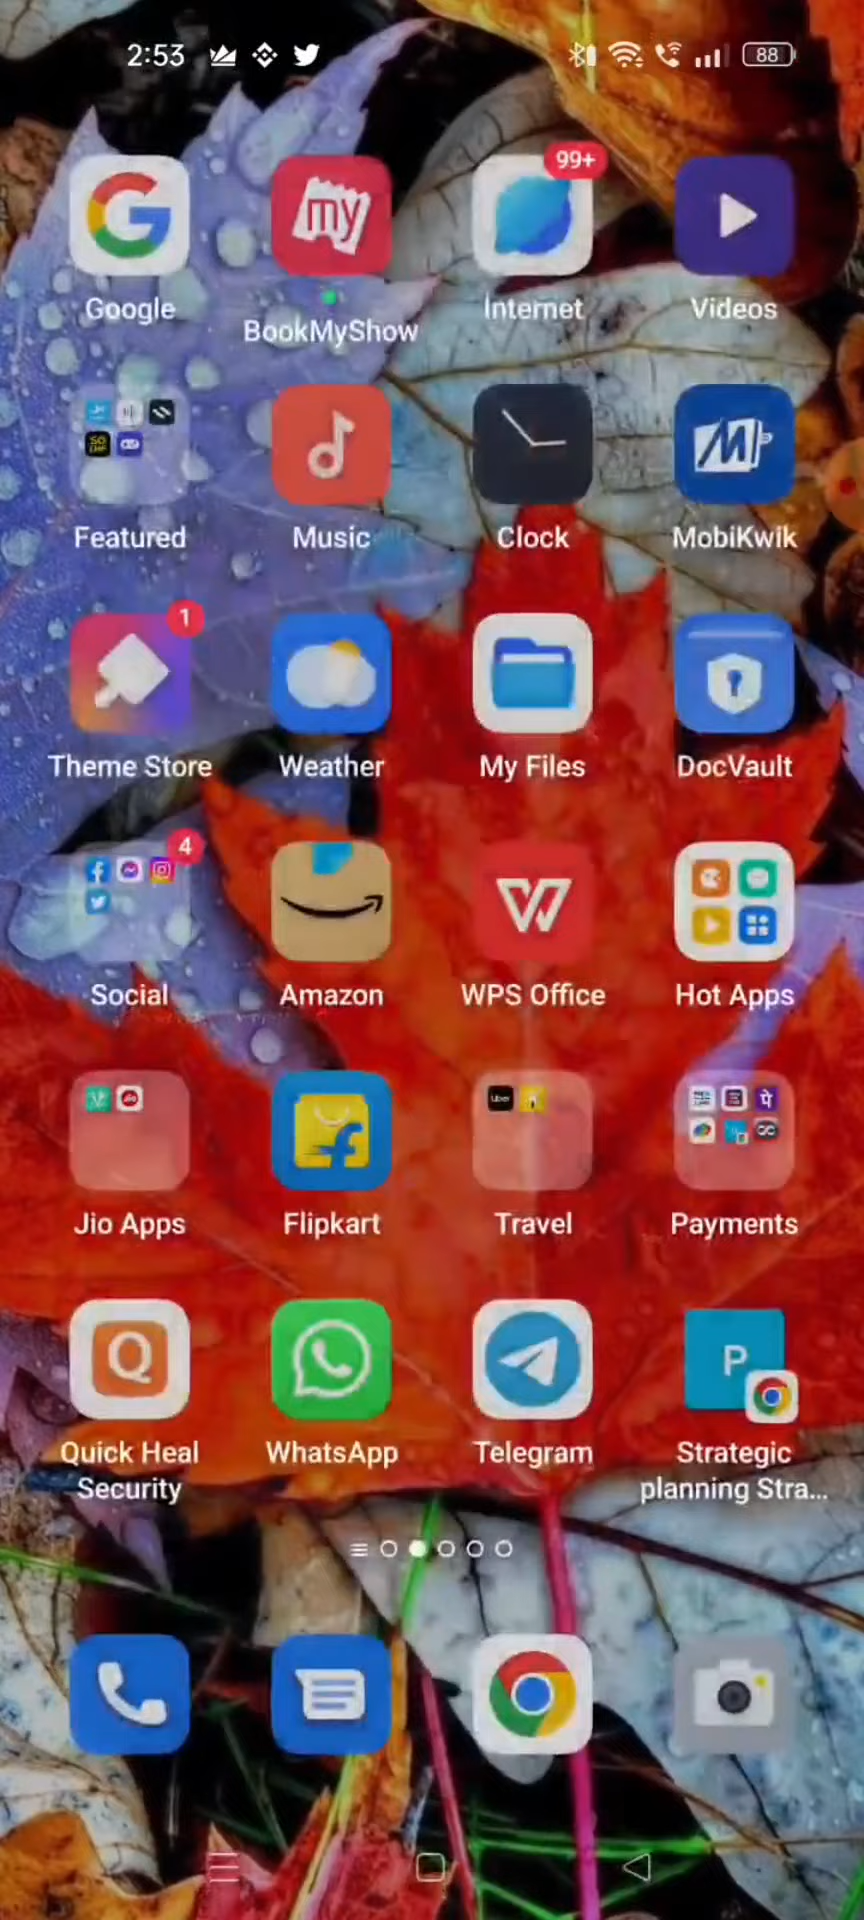 2:53 88
99+
my
Google BookMyShow Internet Videos
Featured Music Clock MobiKwik
1
Theme Store Weather My Files DocVault
4
Social Amazon WPS Office Hot Apps
Uber
पे
Jio Apps Flipkart Travel Payments
Q P
Quick Heal
Security
WhatsApp Telegram
Strategic
planning Stra...